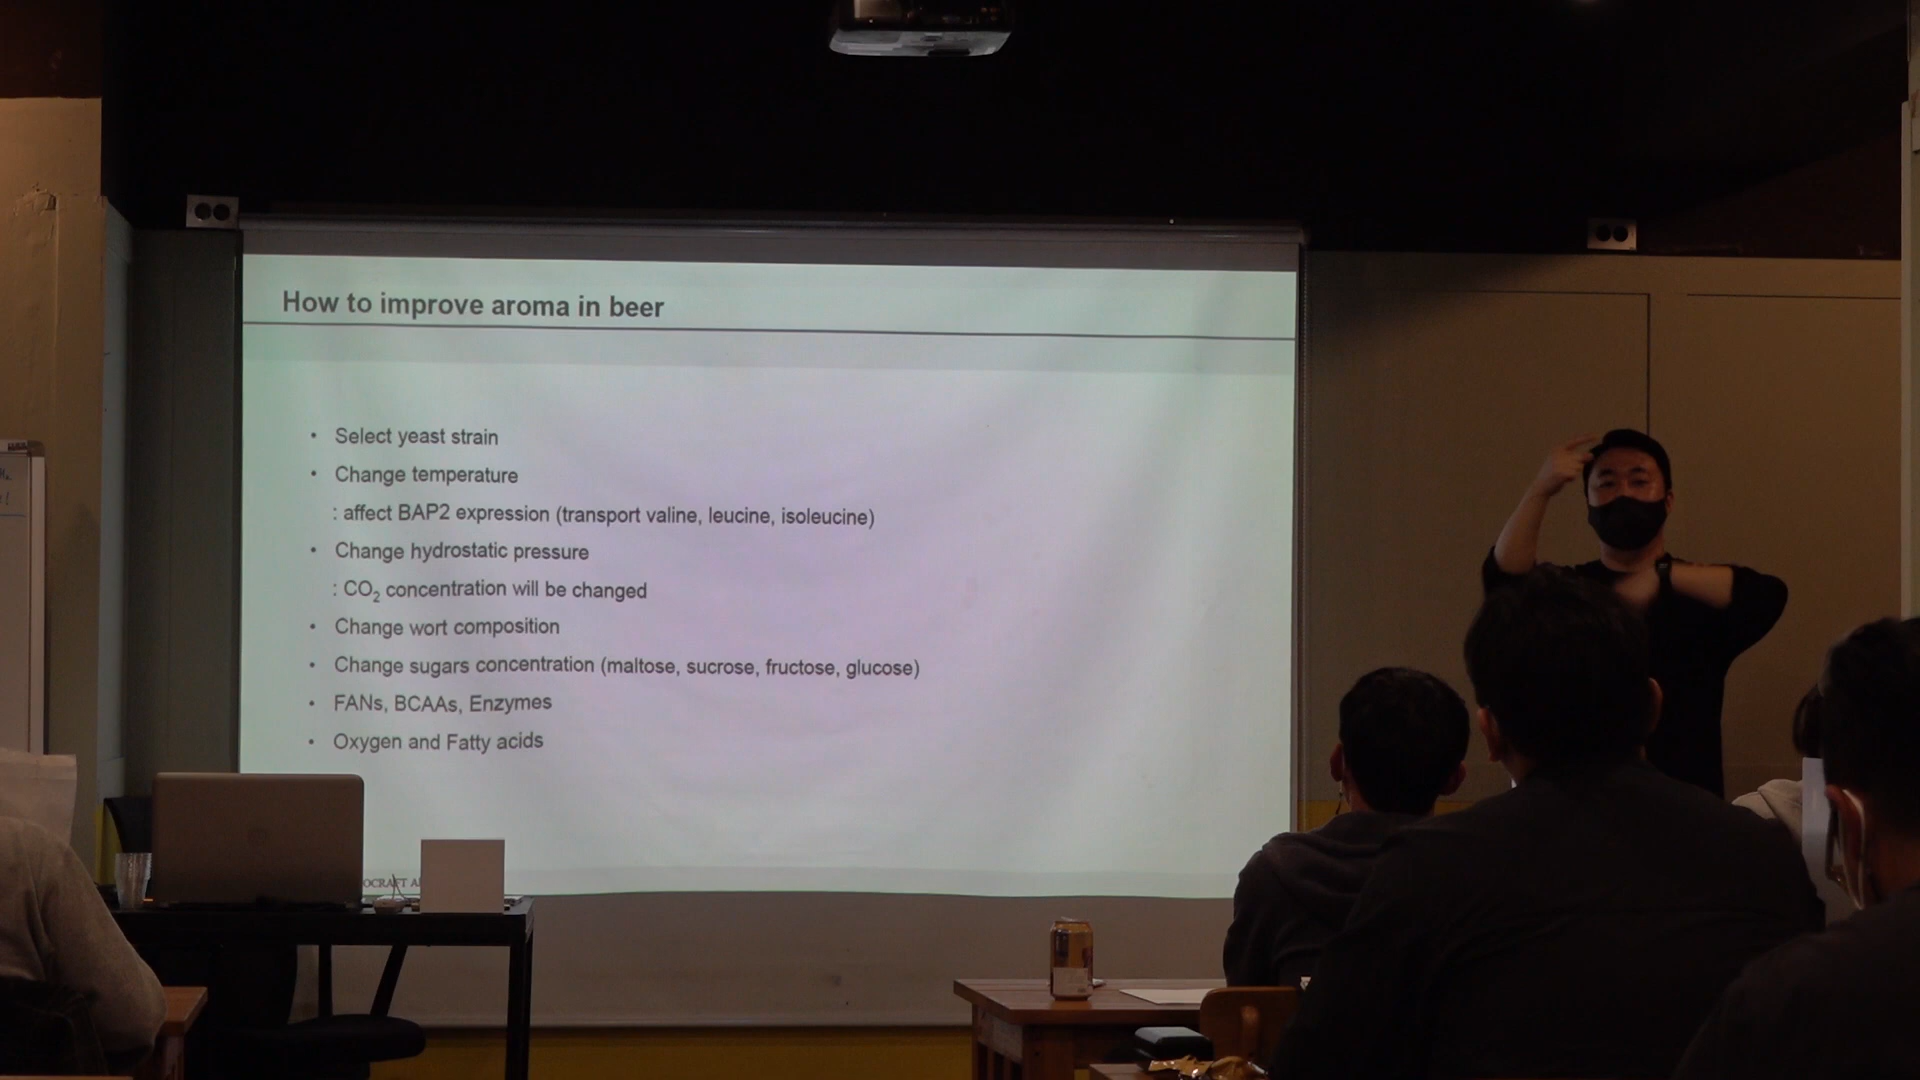 How to improve aroma in beer
• Select yeast strain
• Change temperature
: affect BAP2 expression (transport valine, leucine, isoleucine)
• Change hydrostatic pressure
: CO₂ concentration will be changed
• Change wort composition
• Change sugars concentration (maltose, sucrose, fructose, glucose)
• FANs, BCAAs, Enzymes
• Oxygen and Fatty acids